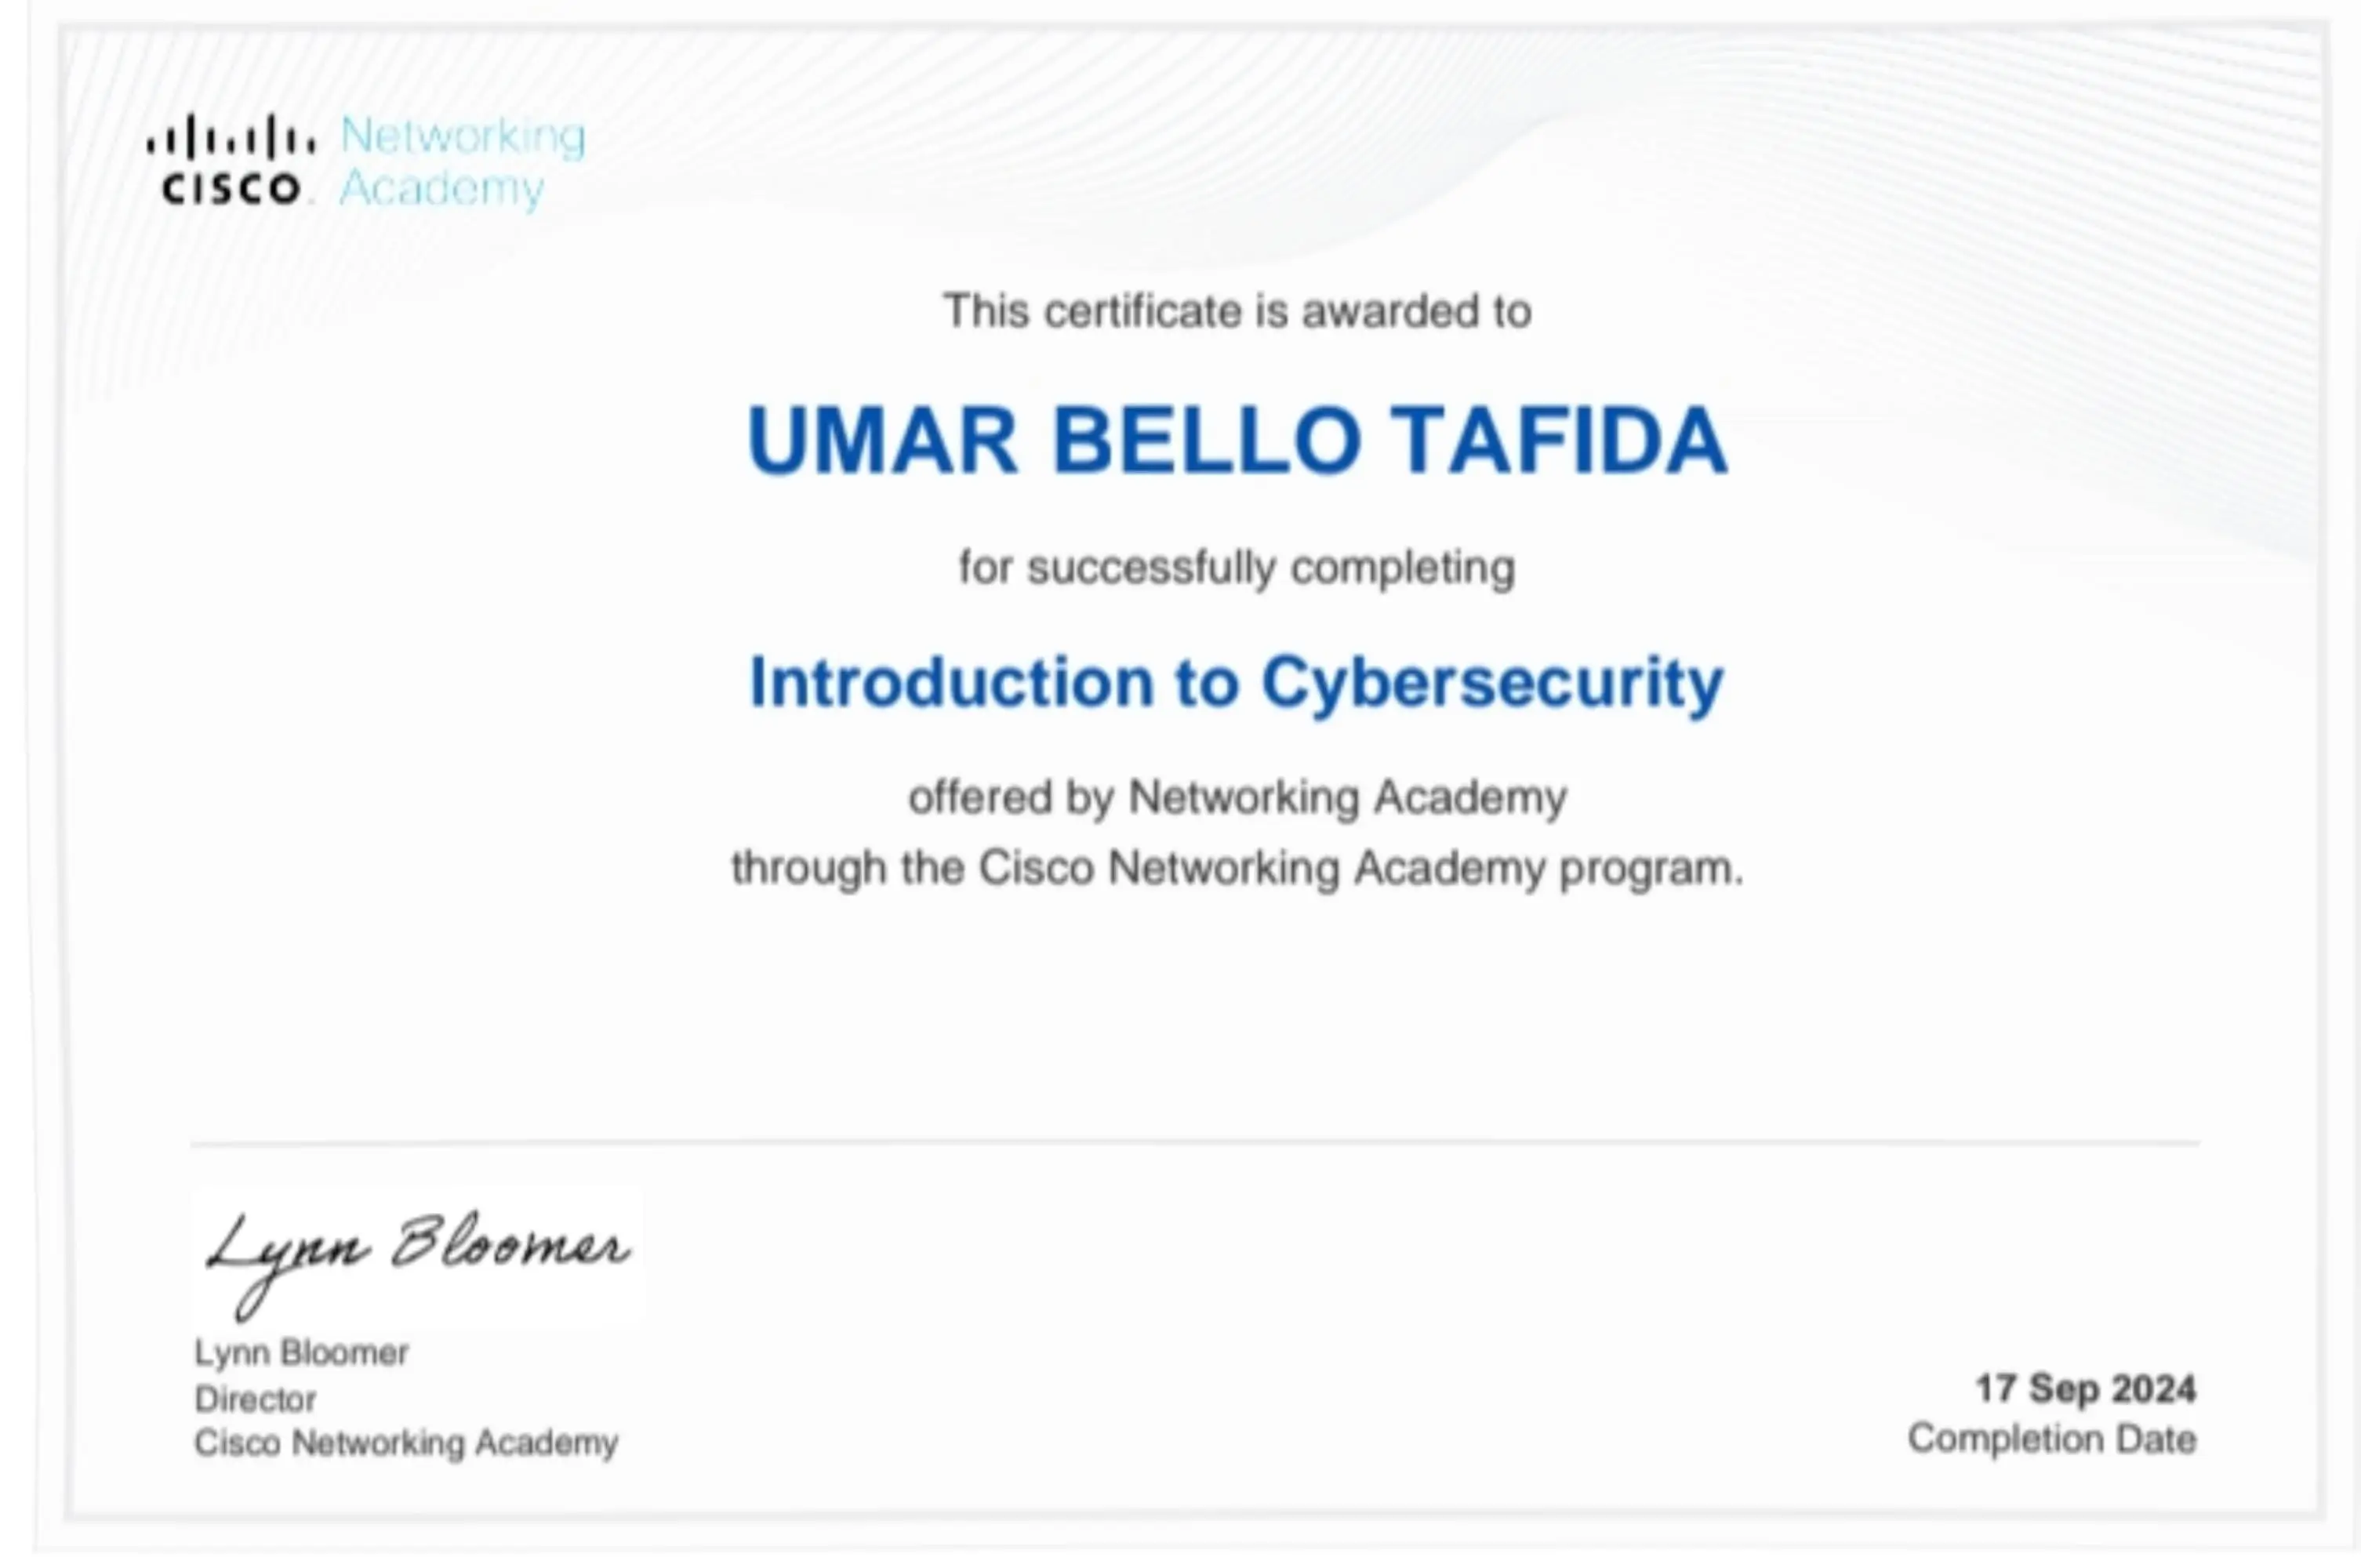 CISCO
Networking
Academy
This certificate is awarded to
UMAR BELLO TAFIDA
for successfully completing
Introduction to Cybersecurity
offered by Networking Academy
through the Cisco Networking Academy program.
Lynn Bloomer
Lynn Bloomer
Director
Cisco Networking Academy
17 Sep 2024
Completion Date